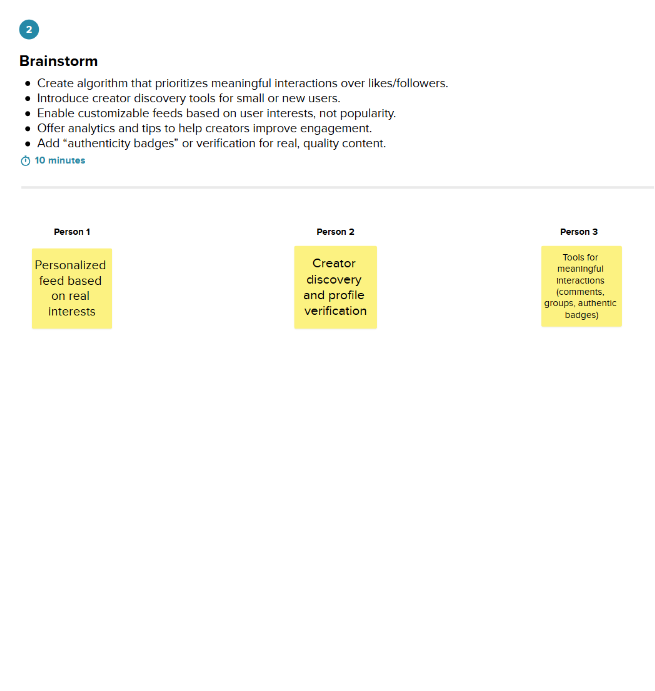 2
Brainstorm
• Create algorithm that prioritizes meaningful interactions over likes/followers.
• Introduce creator discovery tools for small or new users.
• Enable customizable feeds based on user interests, not popularity.
• Offer analytics and tips to help creators improve engagement.
• Add “authenticity badges” or verification for real, quality content.
10 minutes
Person 1
Personalized
feed based
on real
interests
Person 2
Creator
discovery
and profile
verification
Person 3
Tools for
meaningful
interactions
(comments,
groups, authentic
badges)